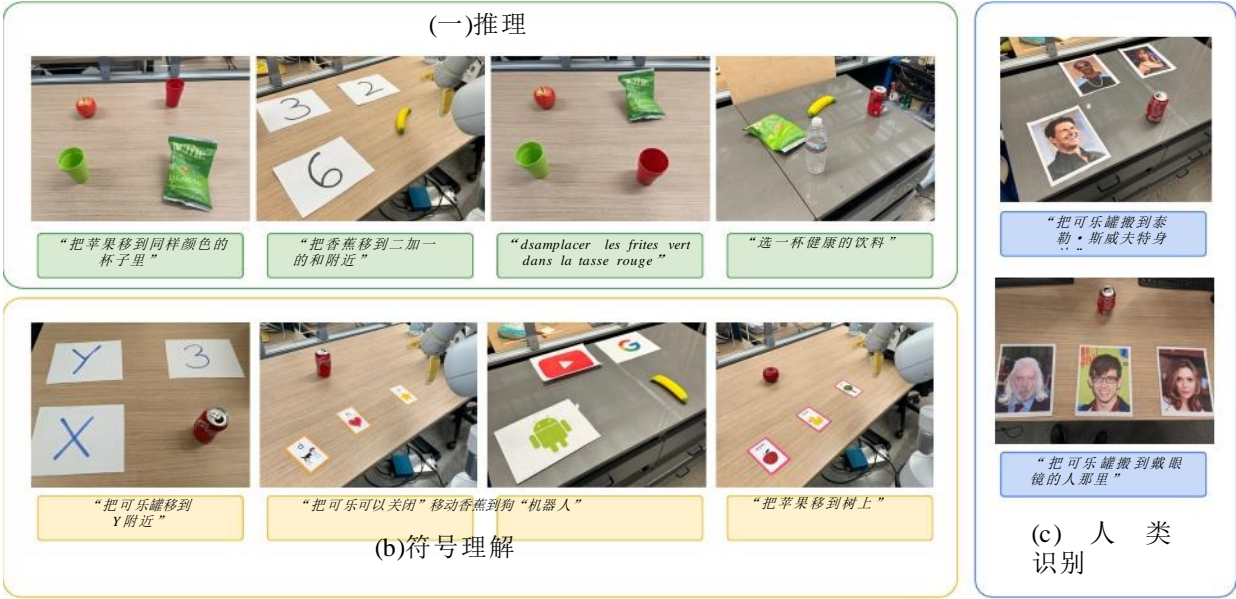 (一)推理
3
2
6
“把苹果移到同样颜色的
杯子里”
“把香蕉移到二加一
的和附近”
“dsamplacer les frites vert
dans la tasse rouge”
“选一杯健康的饮料”
Y
3
X
G
“把可乐罐移到
Y附近”
“把可乐可以关闭”移动香蕉到狗“机器人”
“把苹果移到树上”
(b)符号理解
“把可乐罐搬到泰
勒·斯威夫特身
“把可乐罐搬到戴眼
镜的人那里”
(c) 人 类
识别